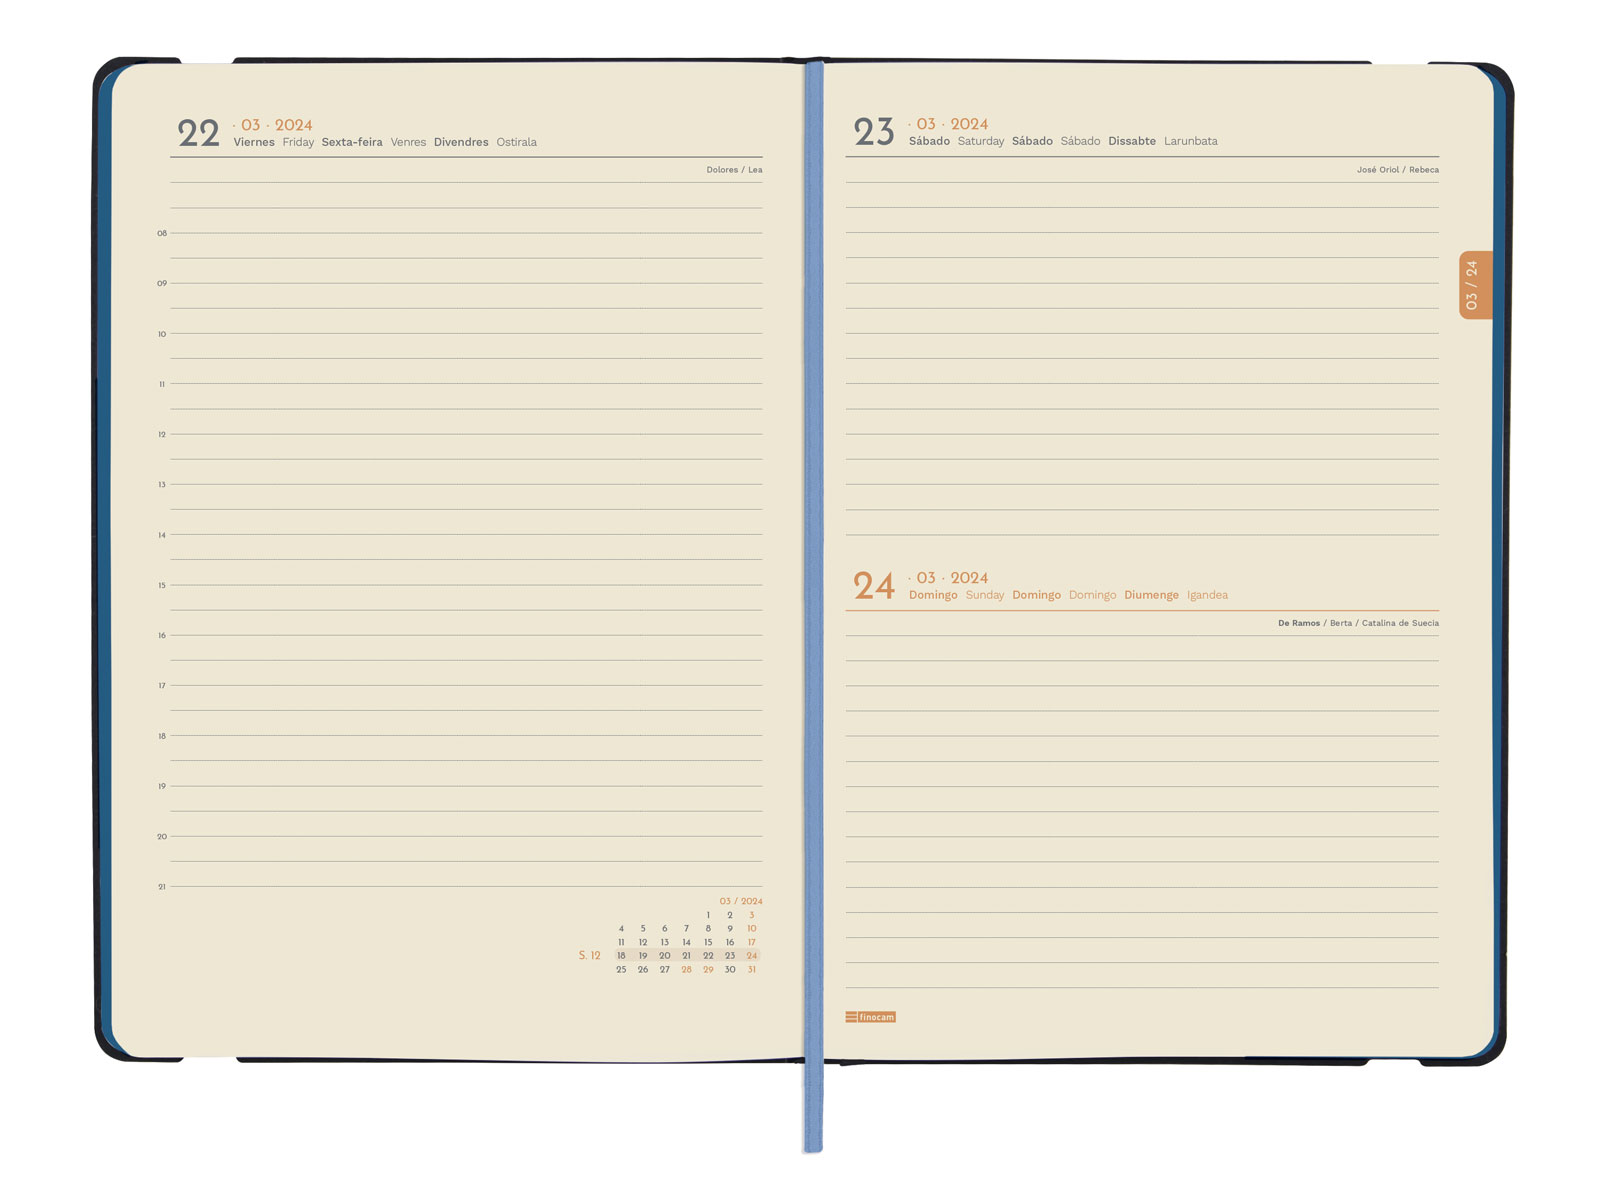 22 · 03 · 2024
Viernes Friday Sexta-feira Venres Divendres Ostirala
Dolores / Lea
08
09
10
11
12
13
14
15
16
17
18
19
20
21
03 / 2024
1 2 3
4 5 6 7 8 9 10
11 12 13 14 15 16 17
S. 12 18 19 20 21 22 23 24
25 26 27 28 29 30 31
23 · 03 · 2024
Sábado Saturday Sábado Sábado Dissabte Larunbata
José Oriol / Rebeca
03 / 24
24 · 03 · 2024
Domingo Sunday Domingo Domingo Diumenge Igandea
De Ramos / Berta / Catalina de Suecia
finocam